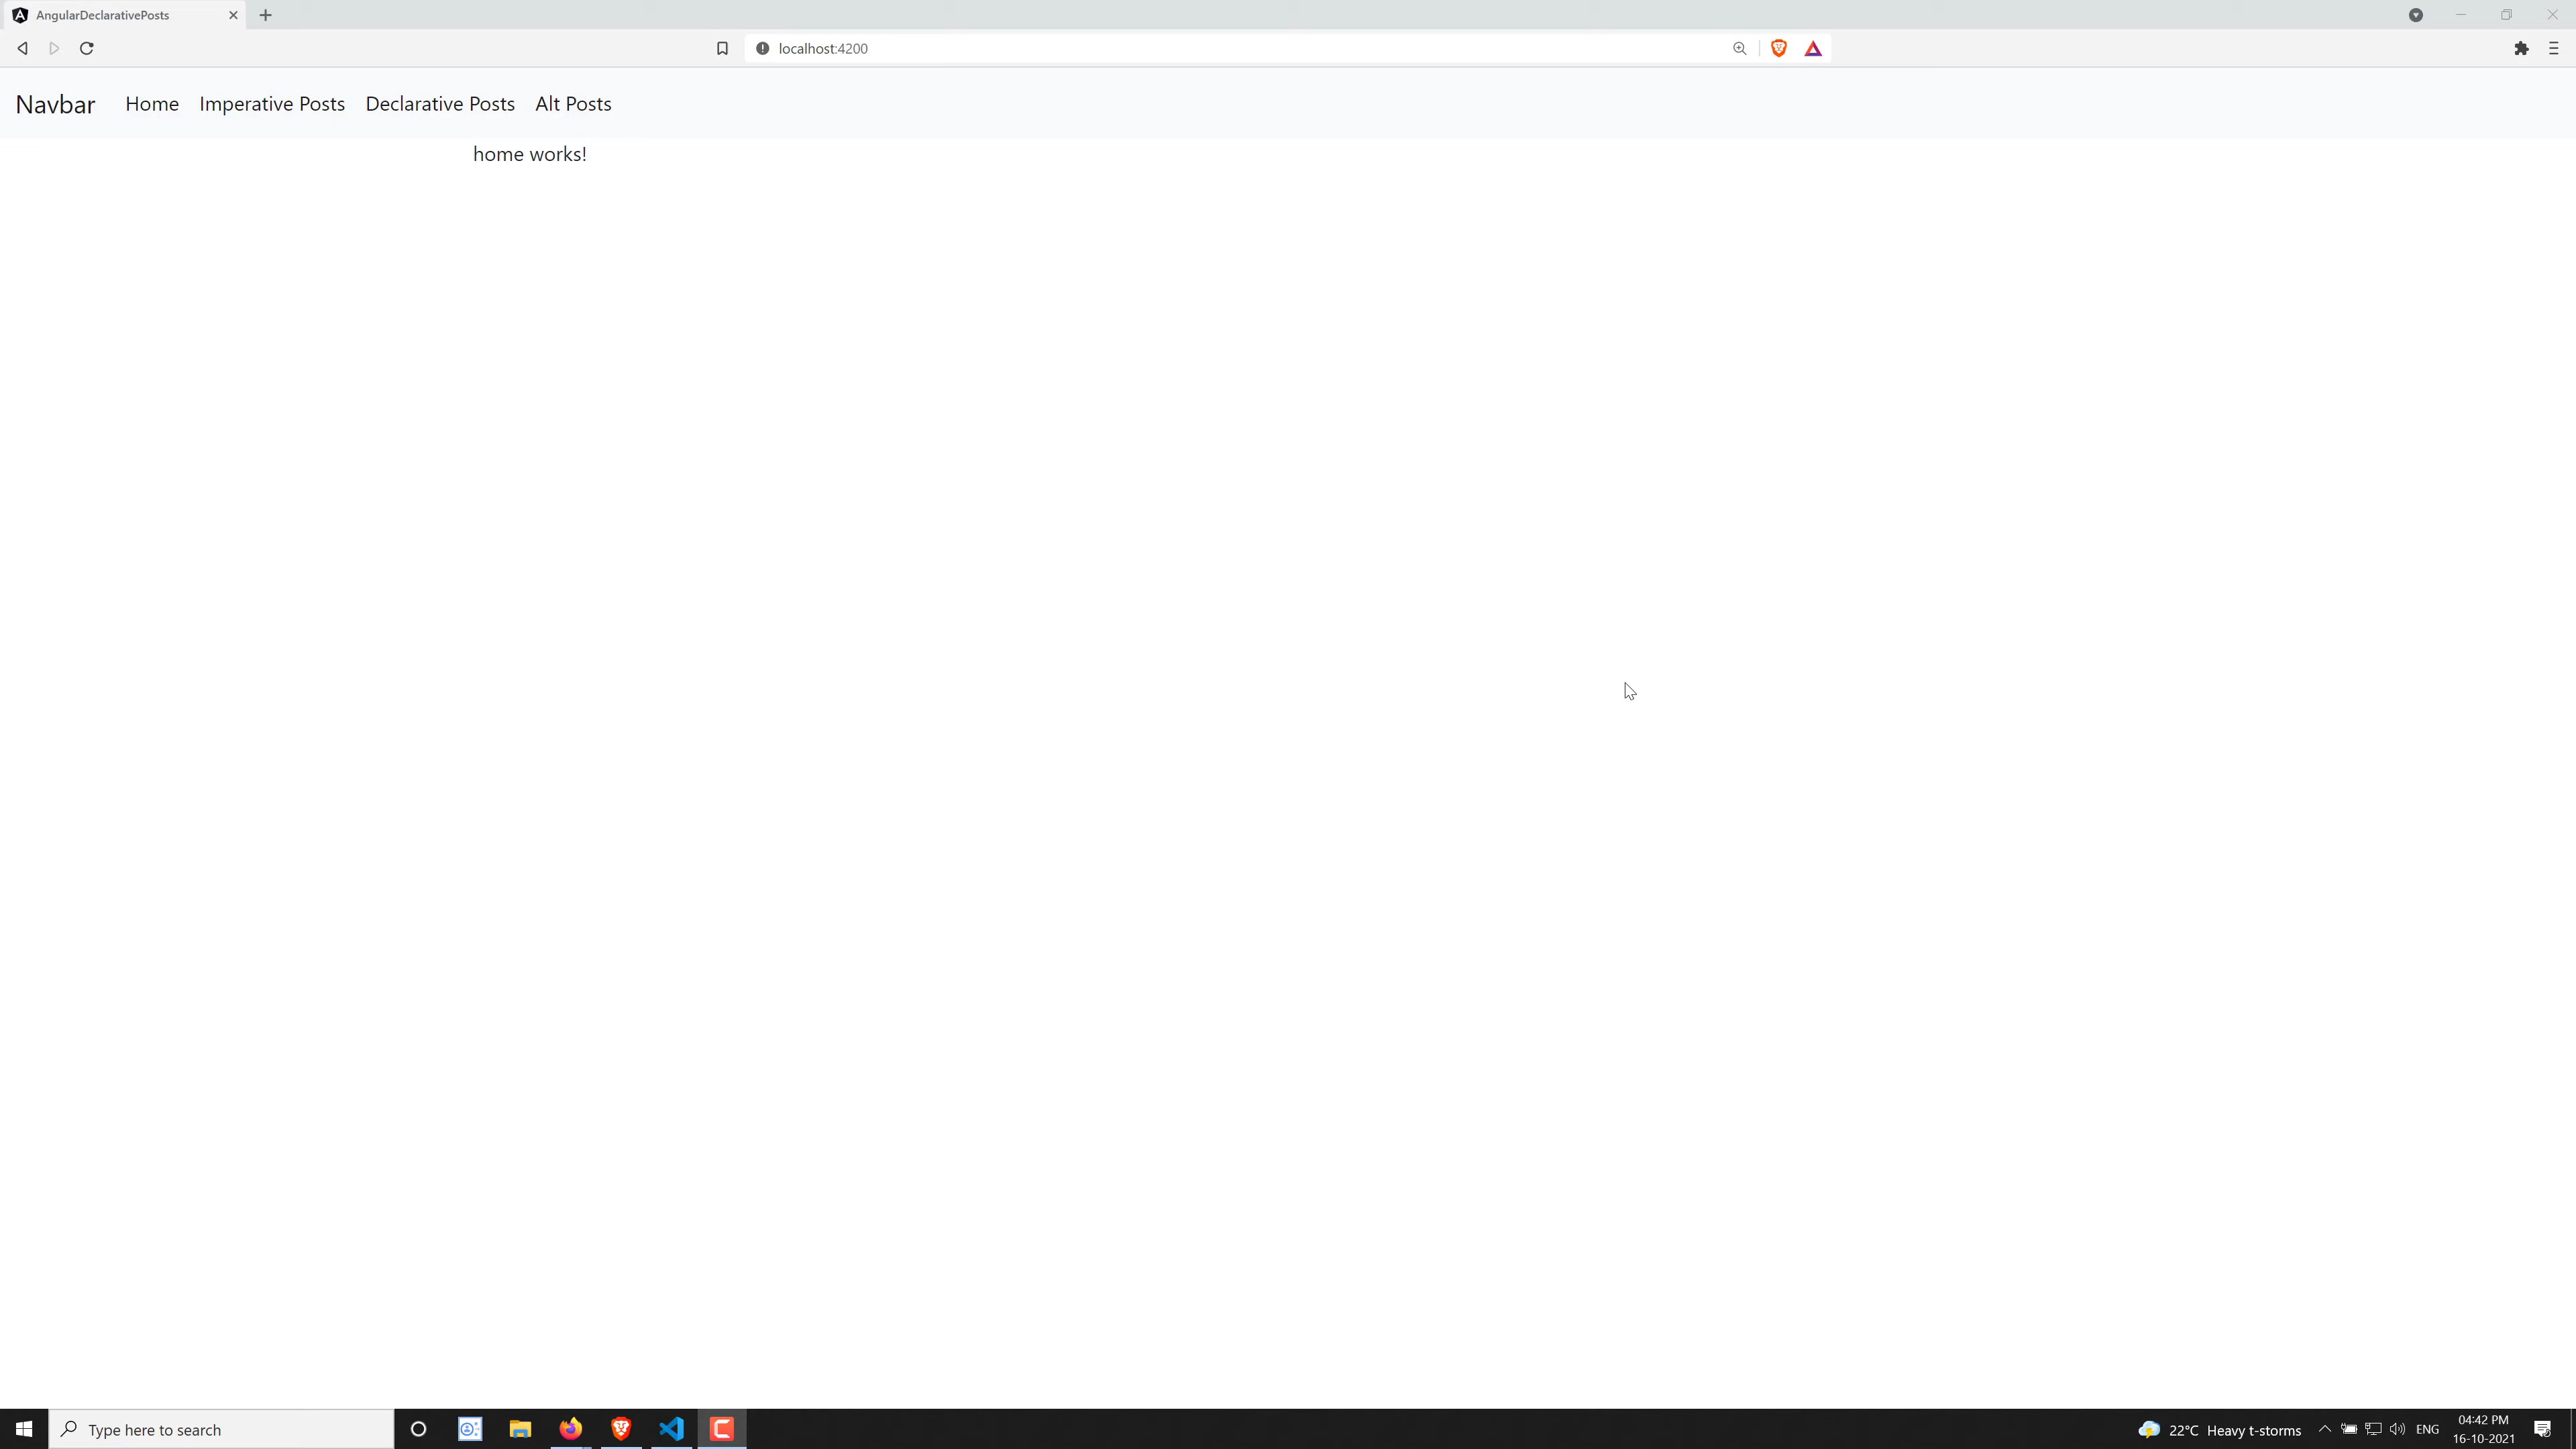 AngularDeclarativePosts
localhost:4200
Navbar Home Imperative Posts Declarative Posts Alt Posts
home works!
Type here to search
22°C Heavy t-storms
ENG
04:42 PM
16-10-2021